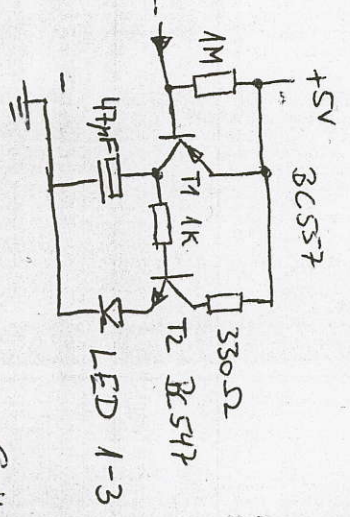 +5V
1M
BC557
T1
1K
47µF
330Ω
T2
BC547
LED 1-3
-